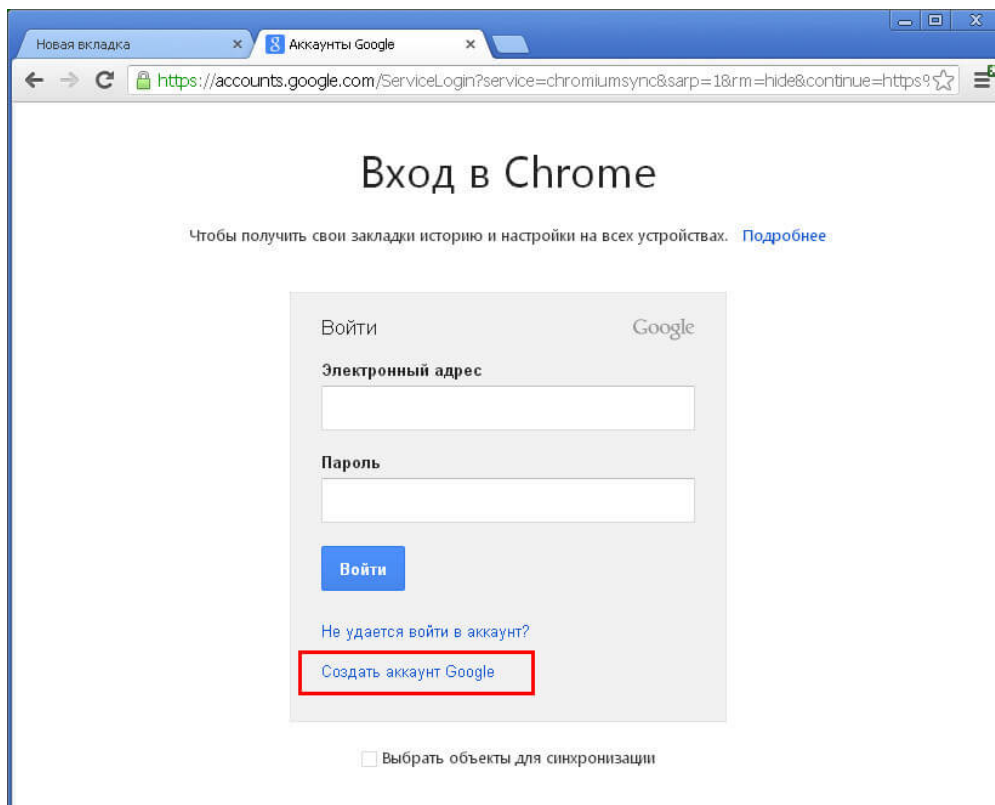 Новая вкладка
Аккаунты Google
https://accounts.google.com/ServiceLogin?service=chromiumsync&sarp=1&rm=hide&continue=https
Вход в Chrome
Чтобы получить свои закладки историю и настройки на всех устройствах. Подробнее
Войти Google
Электронный адрес
Пароль
Войти
Не удается войти в аккаунт?
Создать аккаунт Google
Выбрать объекты для синхронизации